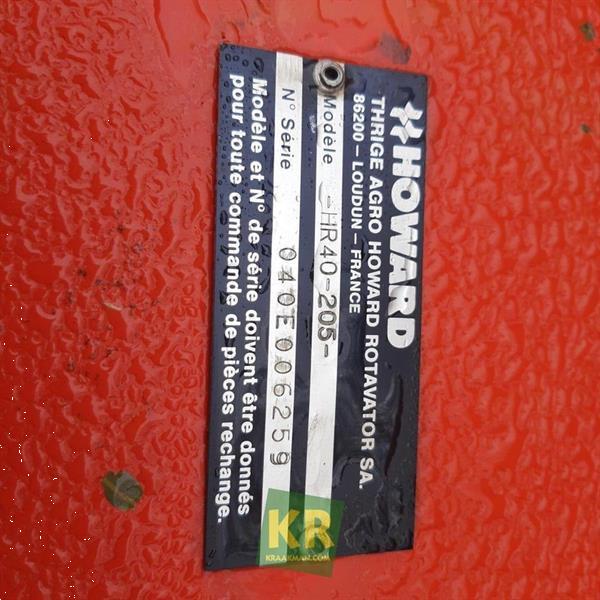 HOWARD
THRIGE AGRO HOWARD ROTAVATOR SA.
86200 - LOUDUN - FRANCE
Modèle -HR40-205-
N° Série 040E006259
Modèle et N° de série doivent être donnés
pour toute commande de pièces rechange.
KR
KRAAKMAN.COM